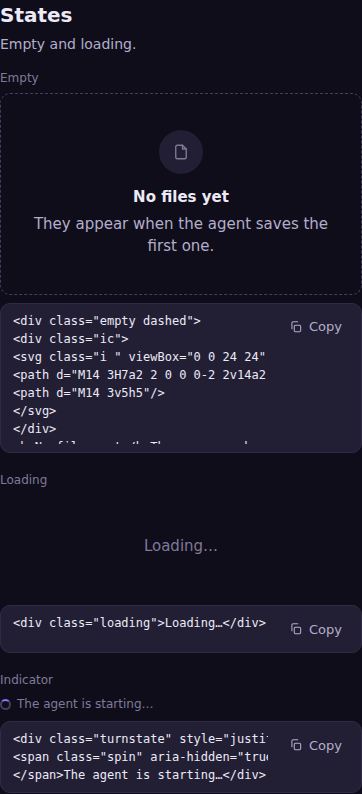 States
Empty and loading.
Empty
No files yet
They appear when the agent saves the
first one.
<div class="empty dashed">
Copy
<div class="ic">
<svg class="i " viewBox="0 0 24 24"
<path d="M14 3H7a2 2 0 0 0-2 2v14a2
<path d="M14 3v5h5"/>
</svg>
</div>
Loading
Loading…
<div class="loading">Loading…</div>
Copy
Indicator
The agent is starting…
<div class="turnstate" style="justif
Copy
<span class="spin" aria-hidden="true
</span>The agent is starting…</div>